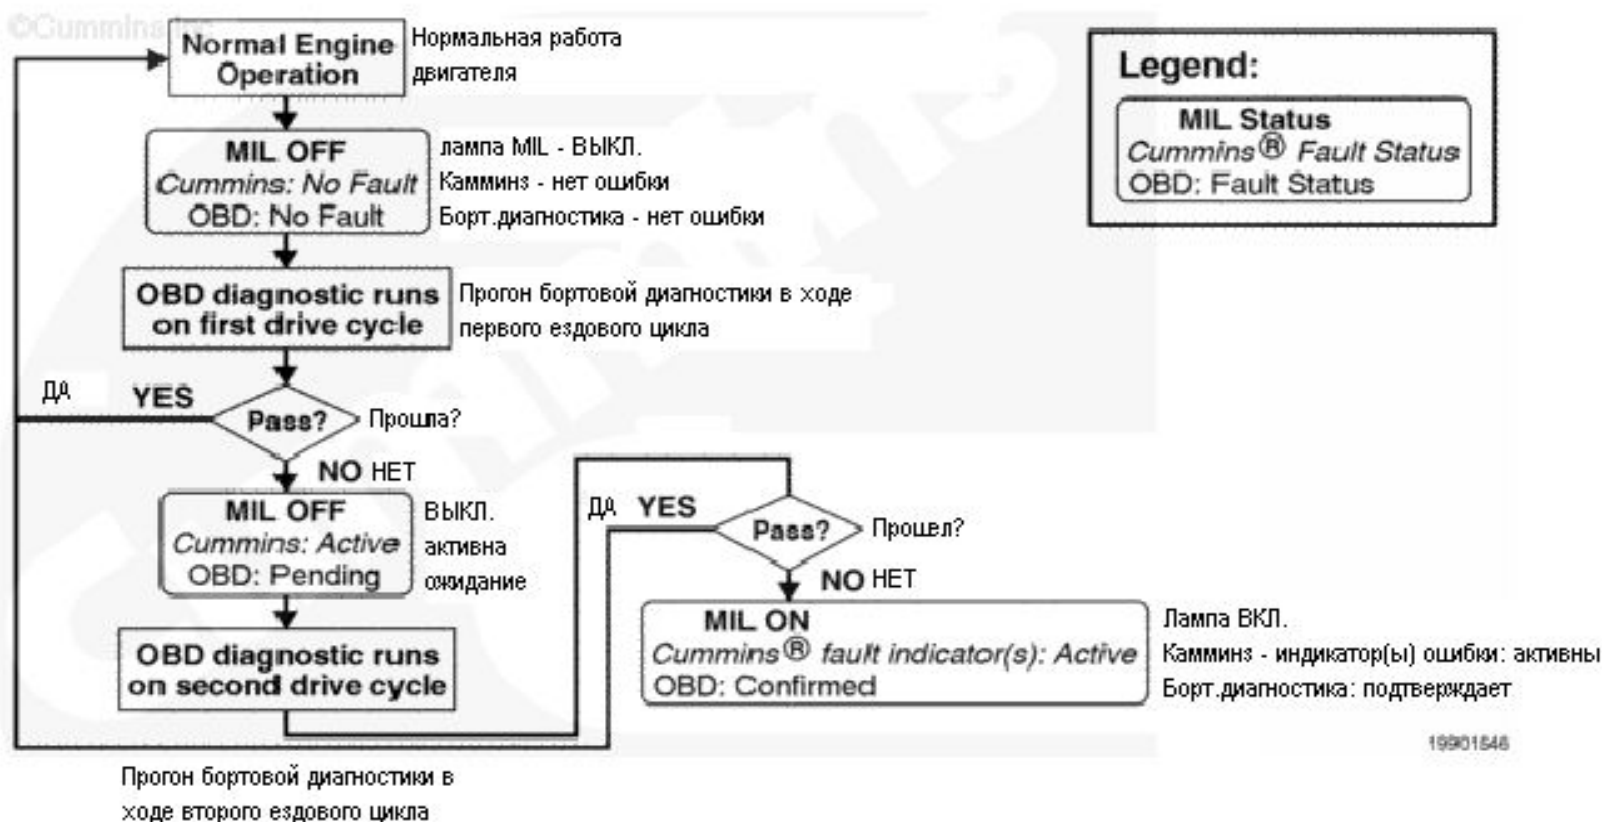 ©Cummins Inc
Normal Engine
Operation
Нормальная работа
двигателя
MIL OFF
Cummins: No Fault
OBD: No Fault
лампа MIL - ВЫКЛ.
Камминз - нет ошибки
Борт.диагностика - нет ошибки
Legend:
MIL Status
Cummins® Fault Status
OBD: Fault Status
OBD diagnostic runs
on first drive cycle
Прогон бортовой диагностики в ходе
первого ездового цикла
ДА YES
Pass?
Прошла?
NO НЕТ
MIL OFF
Cummins: Active
OBD: Pending
ВЫКЛ.
активна
ожидание
OBD diagnostic runs
on second drive cycle
Прогон бортовой диагностики в
ходе второго ездового цикла
ДА YES
Pass?
Прошел?
NO НЕТ
MIL ON
Cummins® fault indicator(s): Active
OBD: Confirmed
Лампа ВКЛ.
Камминз - индикатор(ы) ошибки: активны
Борт.диагностика: подтверждает
19901546
Cummins